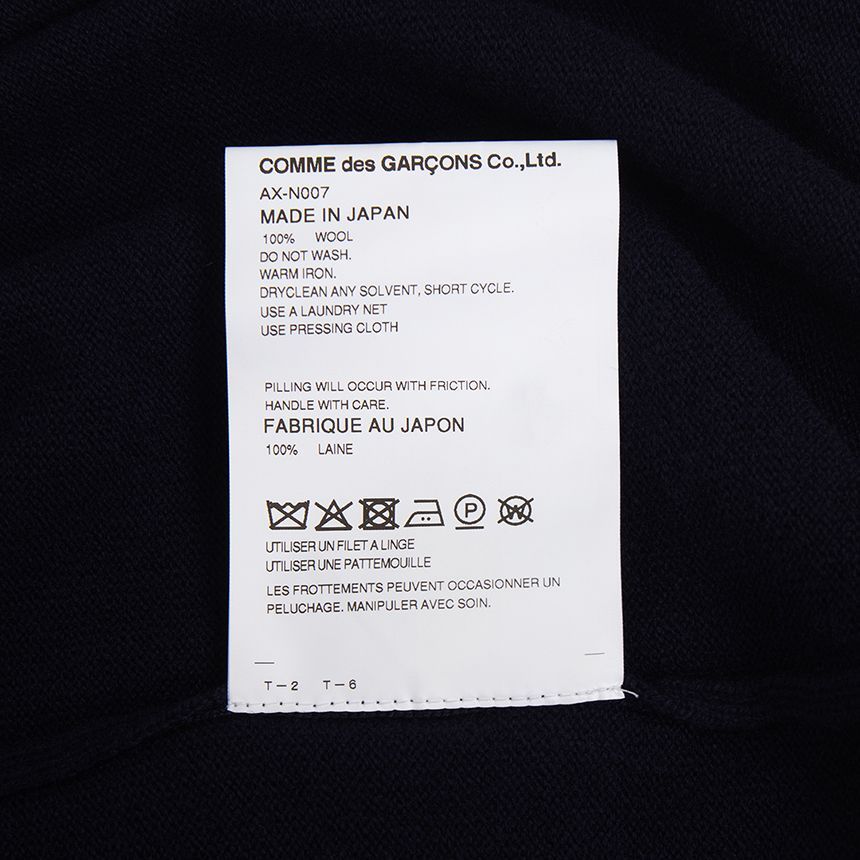 COMME des GARÇONS Co.,Ltd.
AX-N007
MADE IN JAPAN
100% WOOL
DO NOT WASH.
WARM IRON.
DRYCLEAN ANY SOLVENT, SHORT CYCLE.
USE A LAUNDRY NET
USE PRESSING CLOTH
PILLING WILL OCCUR WITH FRICTION.
HANDLE WITH CARE.
FABRIQUE AU JAPON
100% LAINE
P W
UTILISER UN FILET A LINGE
UTILISER UNE PATTEMOUILLE
LES FROTTEMENTS PEUVENT OCCASIONNER UN
PELUCHAGE. MANIPULER AVEC SOIN.
T－2 T－6